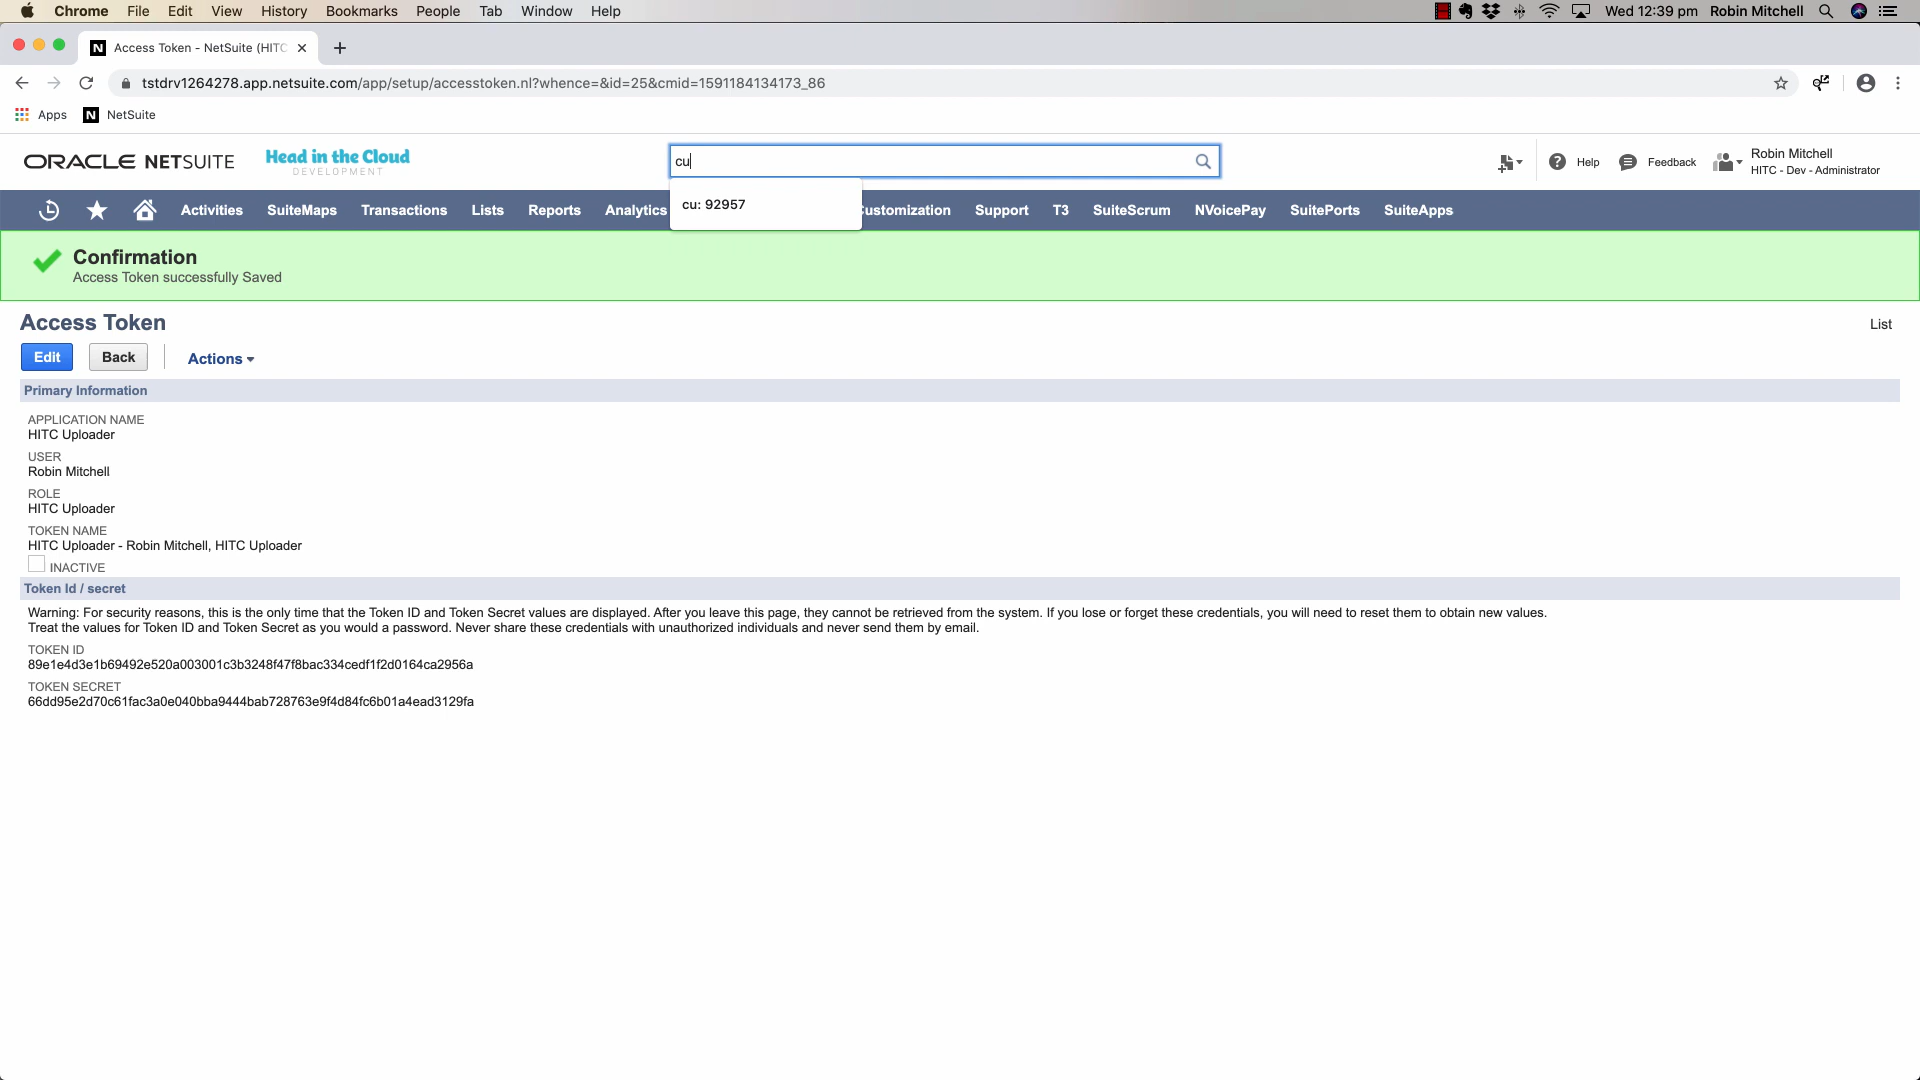 Chrome File Edit View History Bookmarks People Tab Window Help Wed 12:39 pm Robin Mitchell
N Access Token - NetSuite (HITC
tstdrv1264278.app.netsuite.com/app/setup/accesstoken.nl?whence=&id=25&cmid=1591184134173_86
Apps N NetSuite
ORACLE NETSUITE Head in the Cloud
DEVELOPMENT
cu
Help Feedback Robin Mitchell
HITC - Dev - Administrator
Activities SuiteMaps Transactions Lists Reports Analytics ustomization Support T3 SuiteScrum NVoicePay SuitePorts SuiteApps
cu: 92957
Confirmation
Access Token successfully Saved
Access Token List
Edit Back Actions
Primary Information
APPLICATION NAME
HITC Uploader
USER
Robin Mitchell
ROLE
HITC Uploader
TOKEN NAME
HITC Uploader - Robin Mitchell, HITC Uploader
INACTIVE
Token Id / secret
Warning: For security reasons, this is the only time that the Token ID and Token Secret values are displayed. After you leave this page, they cannot be retrieved from the system. If you lose or forget these credentials, you will need to reset them to obtain new values.
Treat the values for Token ID and Token Secret as you would a password. Never share these credentials with unauthorized individuals and never send them by email.
TOKEN ID
89e1e4d3e1b69492e520a003001c3b3248f47f8bac334cedf1f2d0164ca2956a
TOKEN SECRET
66dd95e2d70c61fac3a0e040bba9444bab728763e9f4d84fc6b01a4ead3129fa